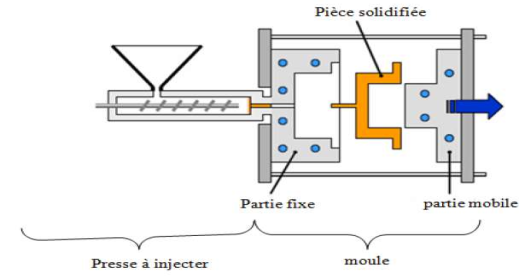 Pièce solidifiée
Partie fixe
partie mobile
Presse à injecter
moule